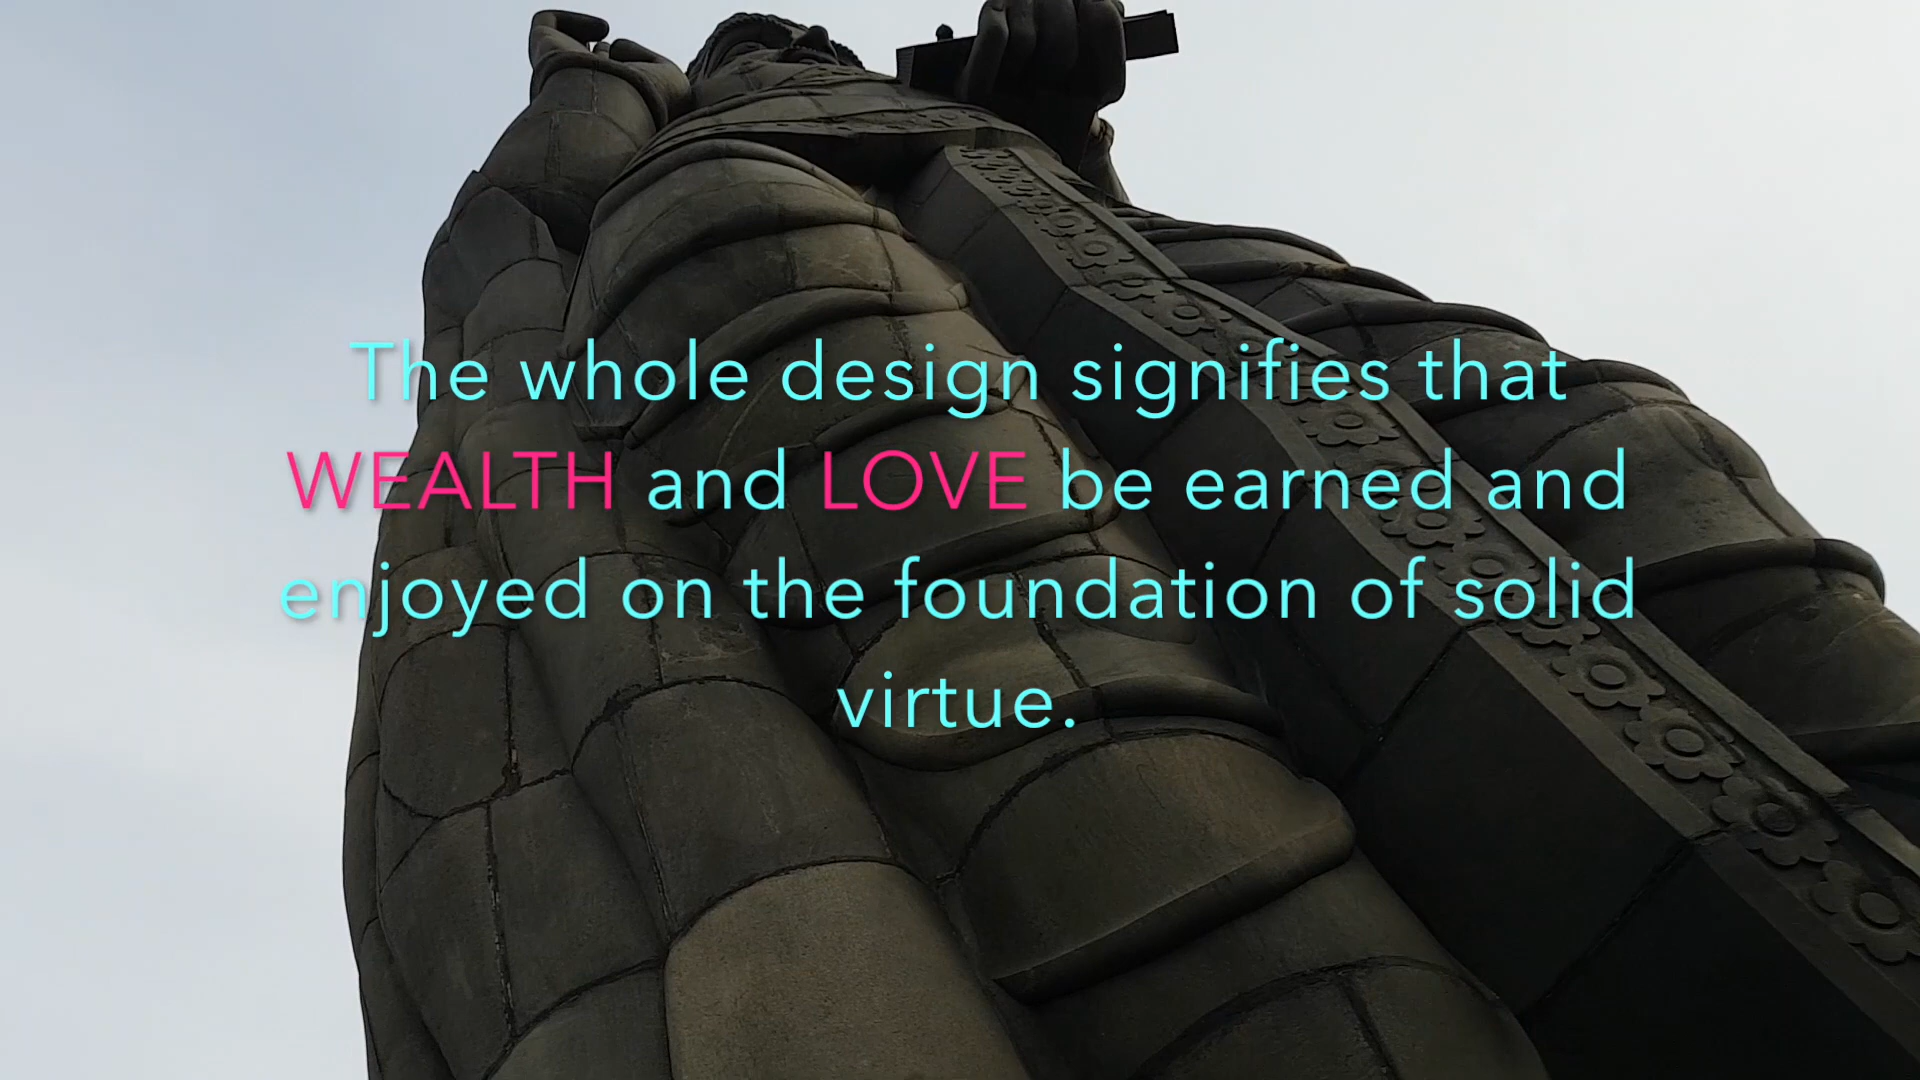 The whole design signifies that
WEALTH and LOVE be earned and
enjoyed on the foundation of solid
virtue.